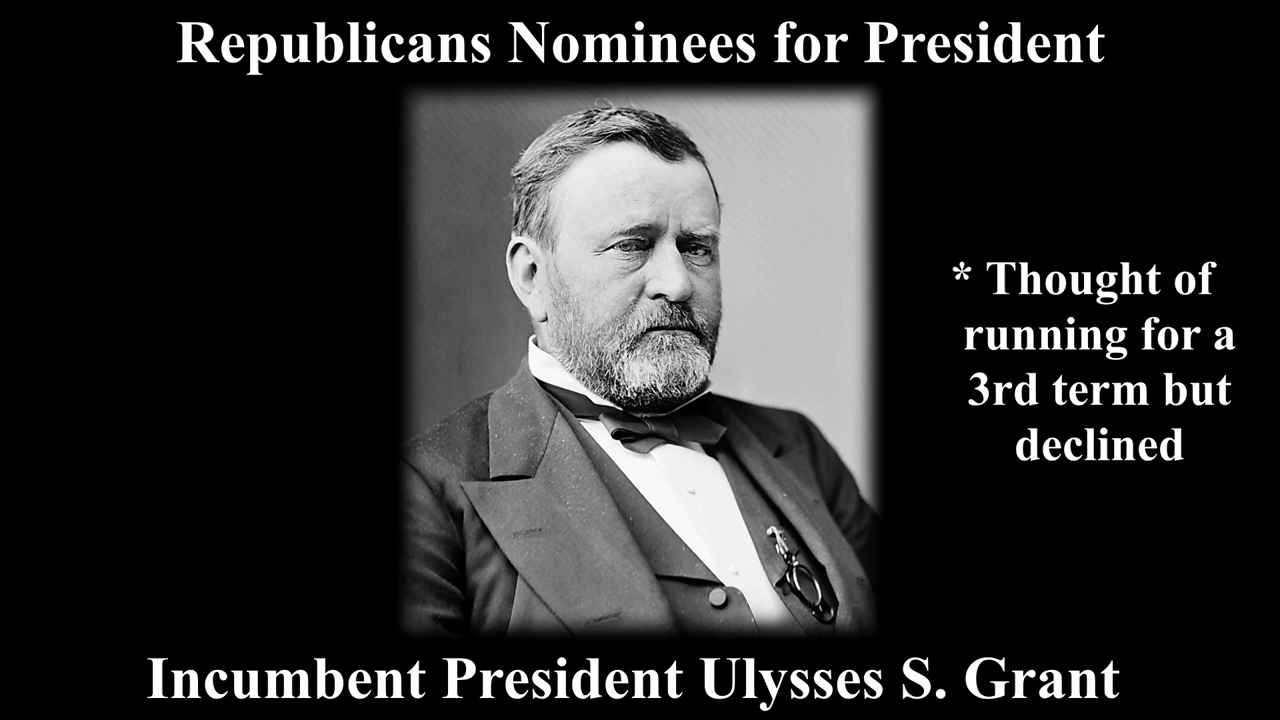 Republicans Nominees for President
* Thought of
running for a
3rd term but
declined
Incumbent President Ulysses S. Grant